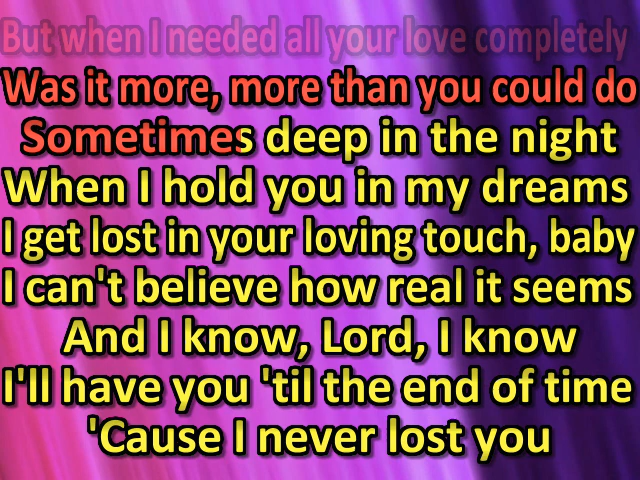 But when I needed all your love completely
Was it more, more than you could do
Sometimes deep in the night
When I hold you in my dreams
I get lost in your loving touch, baby
I can't believe how real it seems
And I know, Lord, I know
I'll have you 'til the end of time
'Cause I never lost you